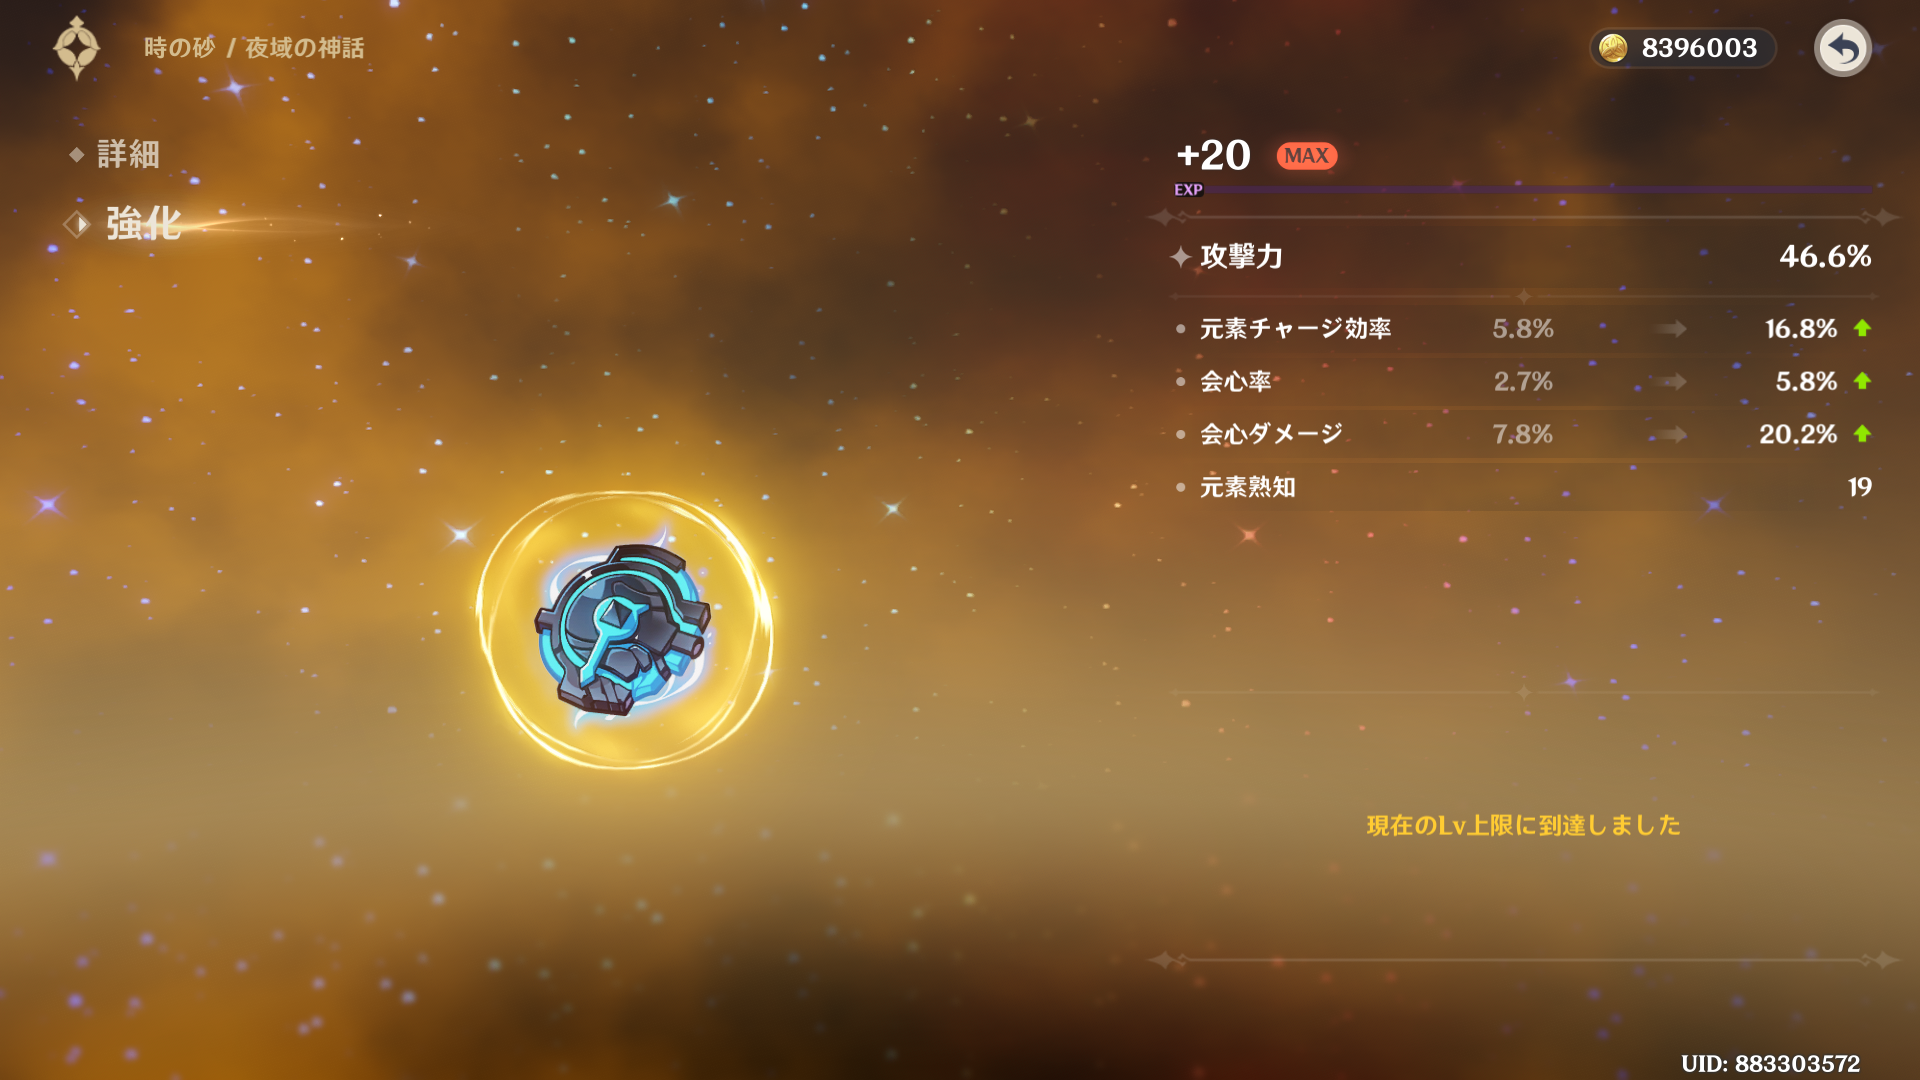 時の砂 / 夜域の神話
8396003
詳細
強化
+20 MAX
EXP
攻撃力 46.6%
元素チャージ効率 5.8% 16.8%
会心率 2.7% 5.8%
会心ダメージ 7.8% 20.2%
元素熟知 19
現在のLv上限に到達しました
UID: 883303572